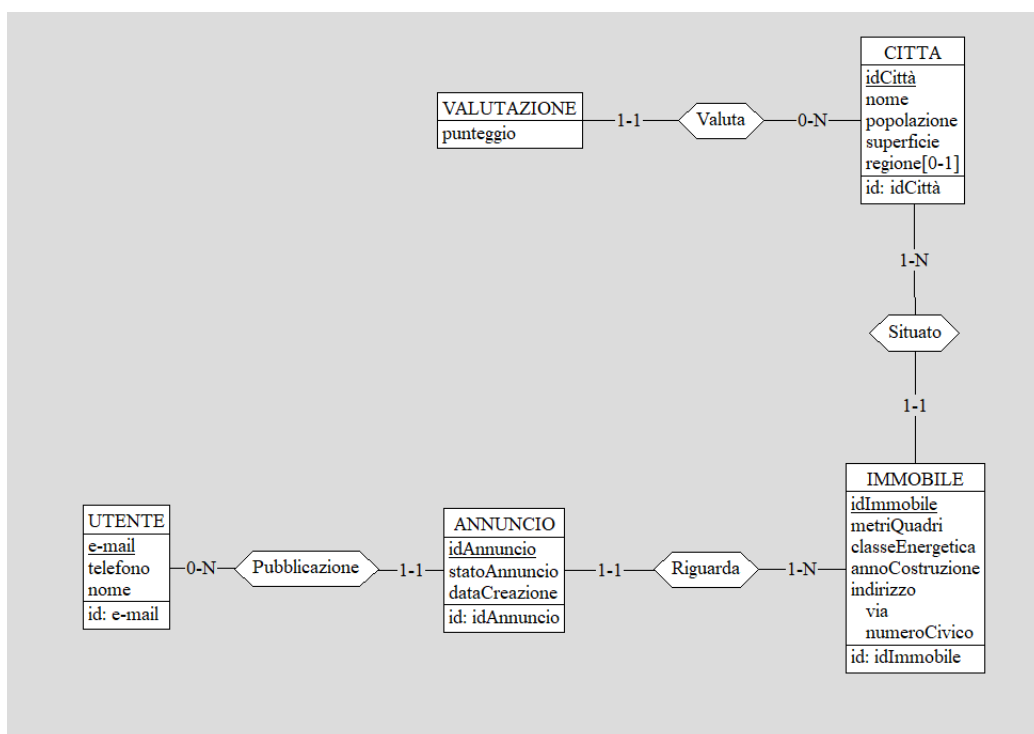 CITTA
idCittà
nome
popolazione
superficie
regione[0-1]
id: idCittà
VALUTAZIONE
punteggio
1-1
Valuta
0-N
1-N
Situato
1-1
IMMOBILE
idImmobile
metriQuadri
classeEnergetica
annoCostruzione
indirizzo
via
numeroCivico
id: idImmobile
UTENTE
e-mail
telefono
nome
id: e-mail
0-N
Pubblicazione
1-1
ANNUNCIO
idAnnuncio
statoAnnuncio
dataCreazione
id: idAnnuncio
1-1
Riguarda
1-N